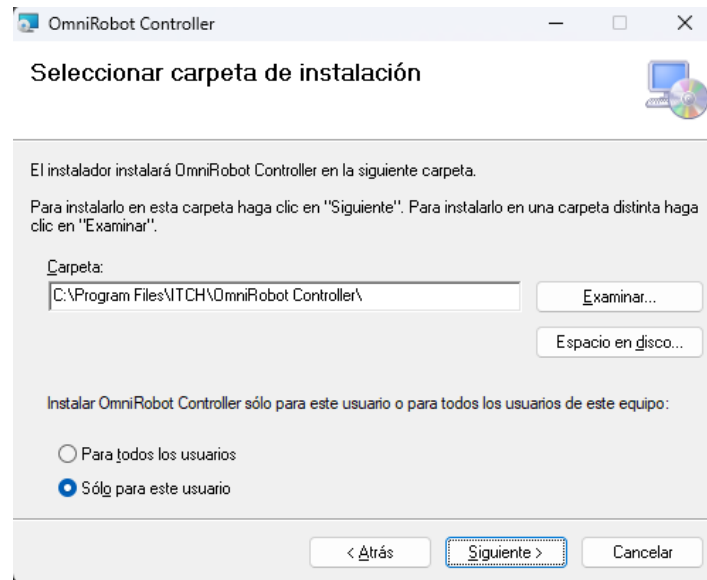 OmniRobot Controller
Seleccionar carpeta de instalación
El instalador instalará OmniRobot Controller en la siguiente carpeta.
Para instalarlo en esta carpeta haga clic en "Siguiente". Para instalarlo en una carpeta distinta haga
clic en "Examinar".
Carpeta:
C:\Program Files\ITCH\OmniRobot Controller\
Examinar...
Espacio en disco...
Instalar OmniRobot Controller sólo para este usuario o para todos los usuarios de este equipo:
Para todos los usuarios
Sólo para este usuario
< Atrás
Siguiente >
Cancelar